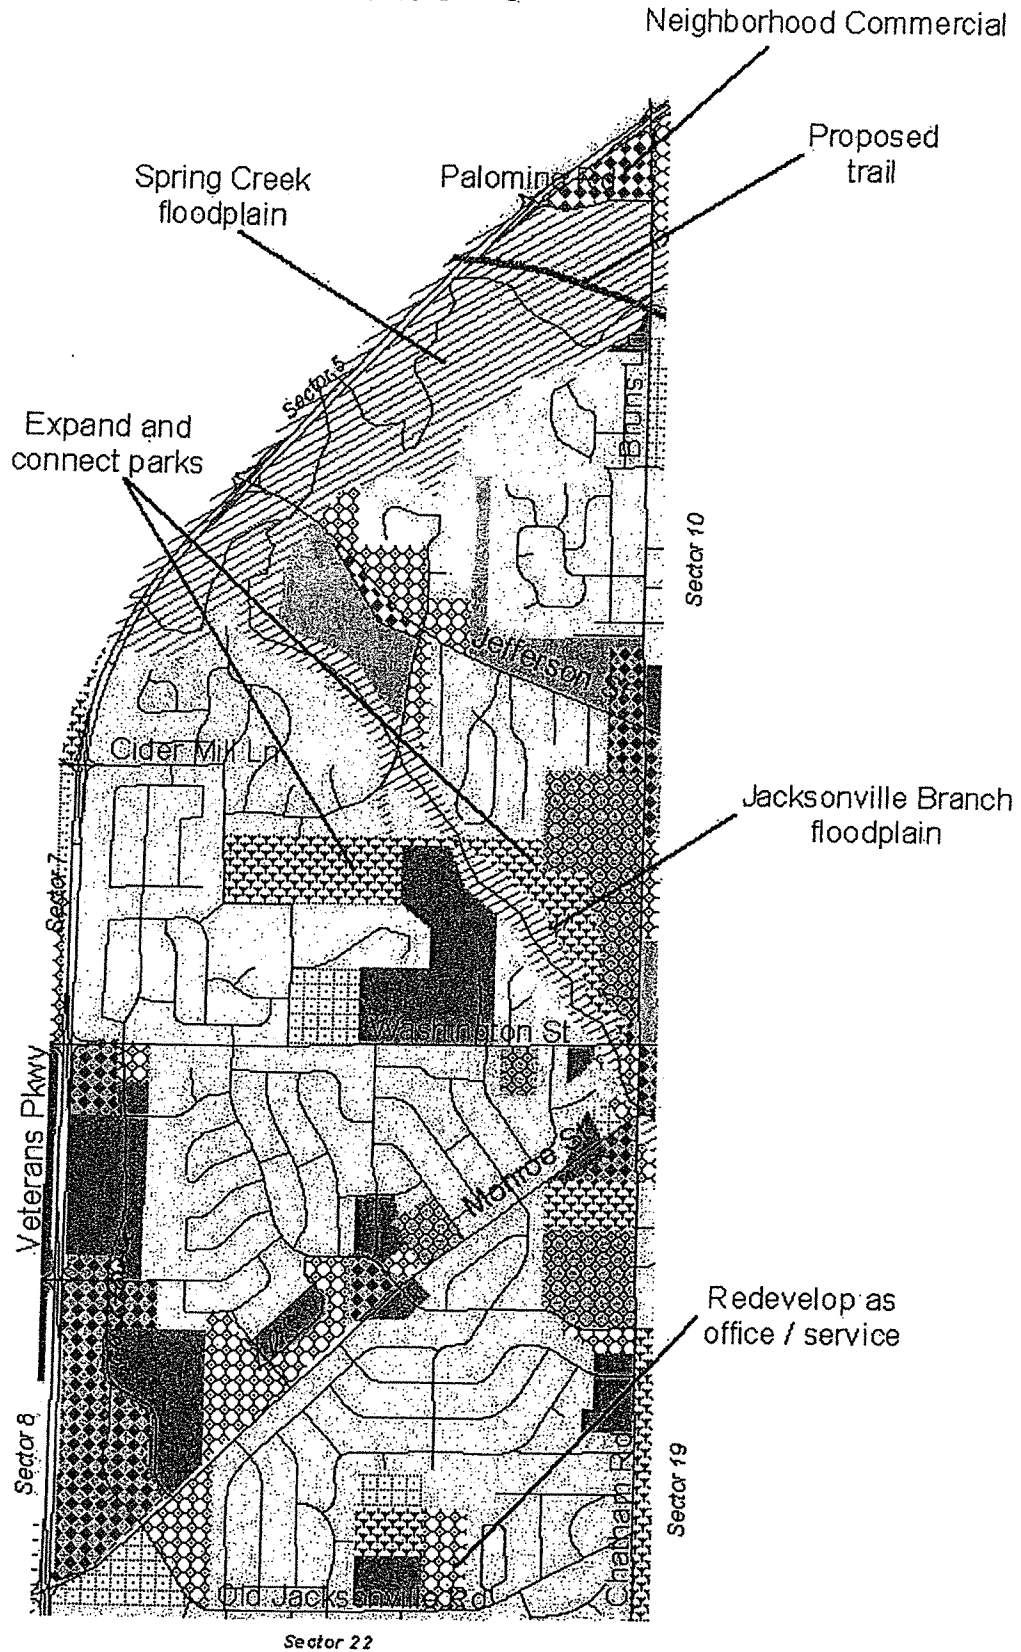 Neighborhood Commercial
Proposed
trail
Spring Creek
floodplain
Palomino Rd
Sector 5
Bruns Ln
Expand and
connect parks
Sector 10
Jefferson
Cider Mill Ln
Jacksonville Branch
floodplain
Sector 7
Washington St
Veterans Pkwy
Monroe St
Redevelop as
office / service
Sector 8
Chatham Rd
Sector 19
Old Jacksonville Rd
Sector 22